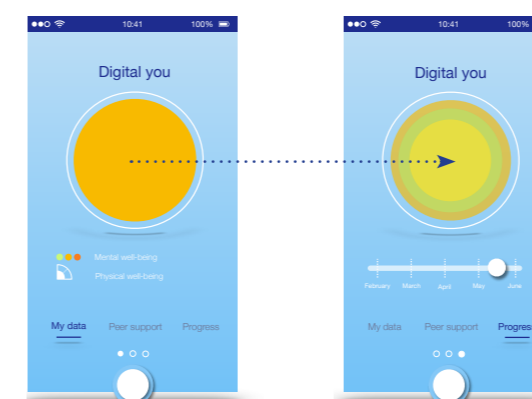 10:41 100%
Digital you
Mental well-being
Physical well-being
My data Peer support Progress
10:41 100%
Digital you
February March April May June
My data Peer support Progress